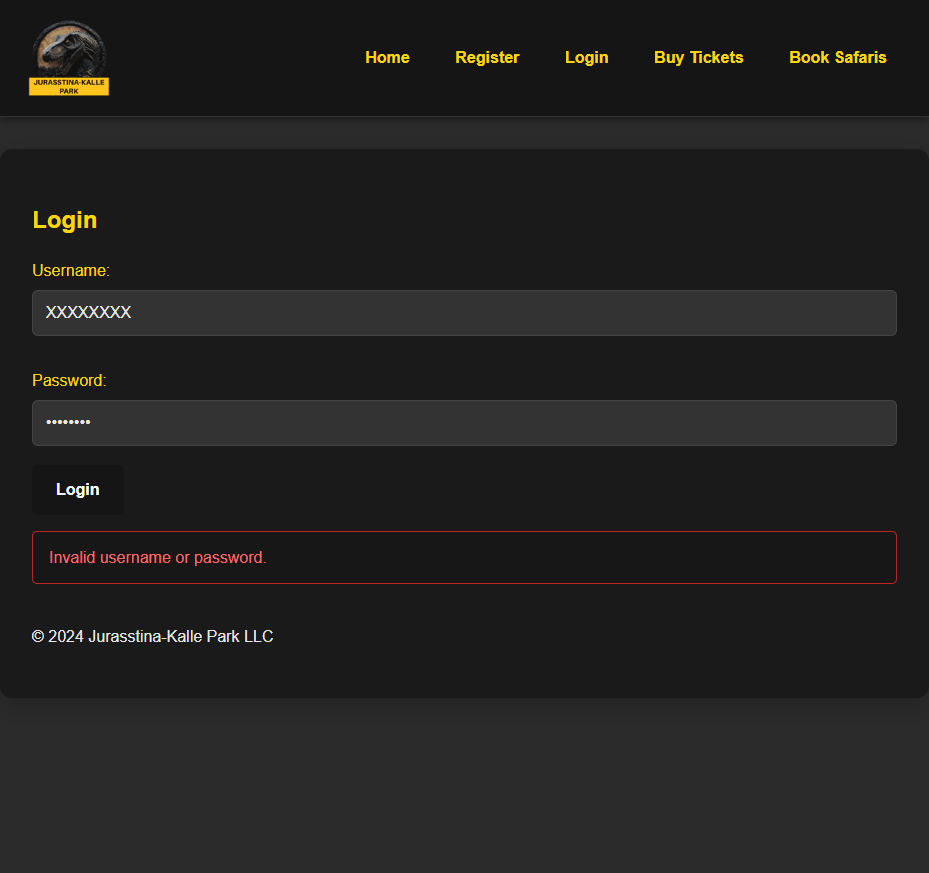 JURASSTINA-KALLE
PARK
Home Register Login Buy Tickets Book Safaris
Login
Username:
XXXXXXXX
Password:
••••••••
Login
Invalid username or password.
© 2024 Jurasstina-Kalle Park LLC